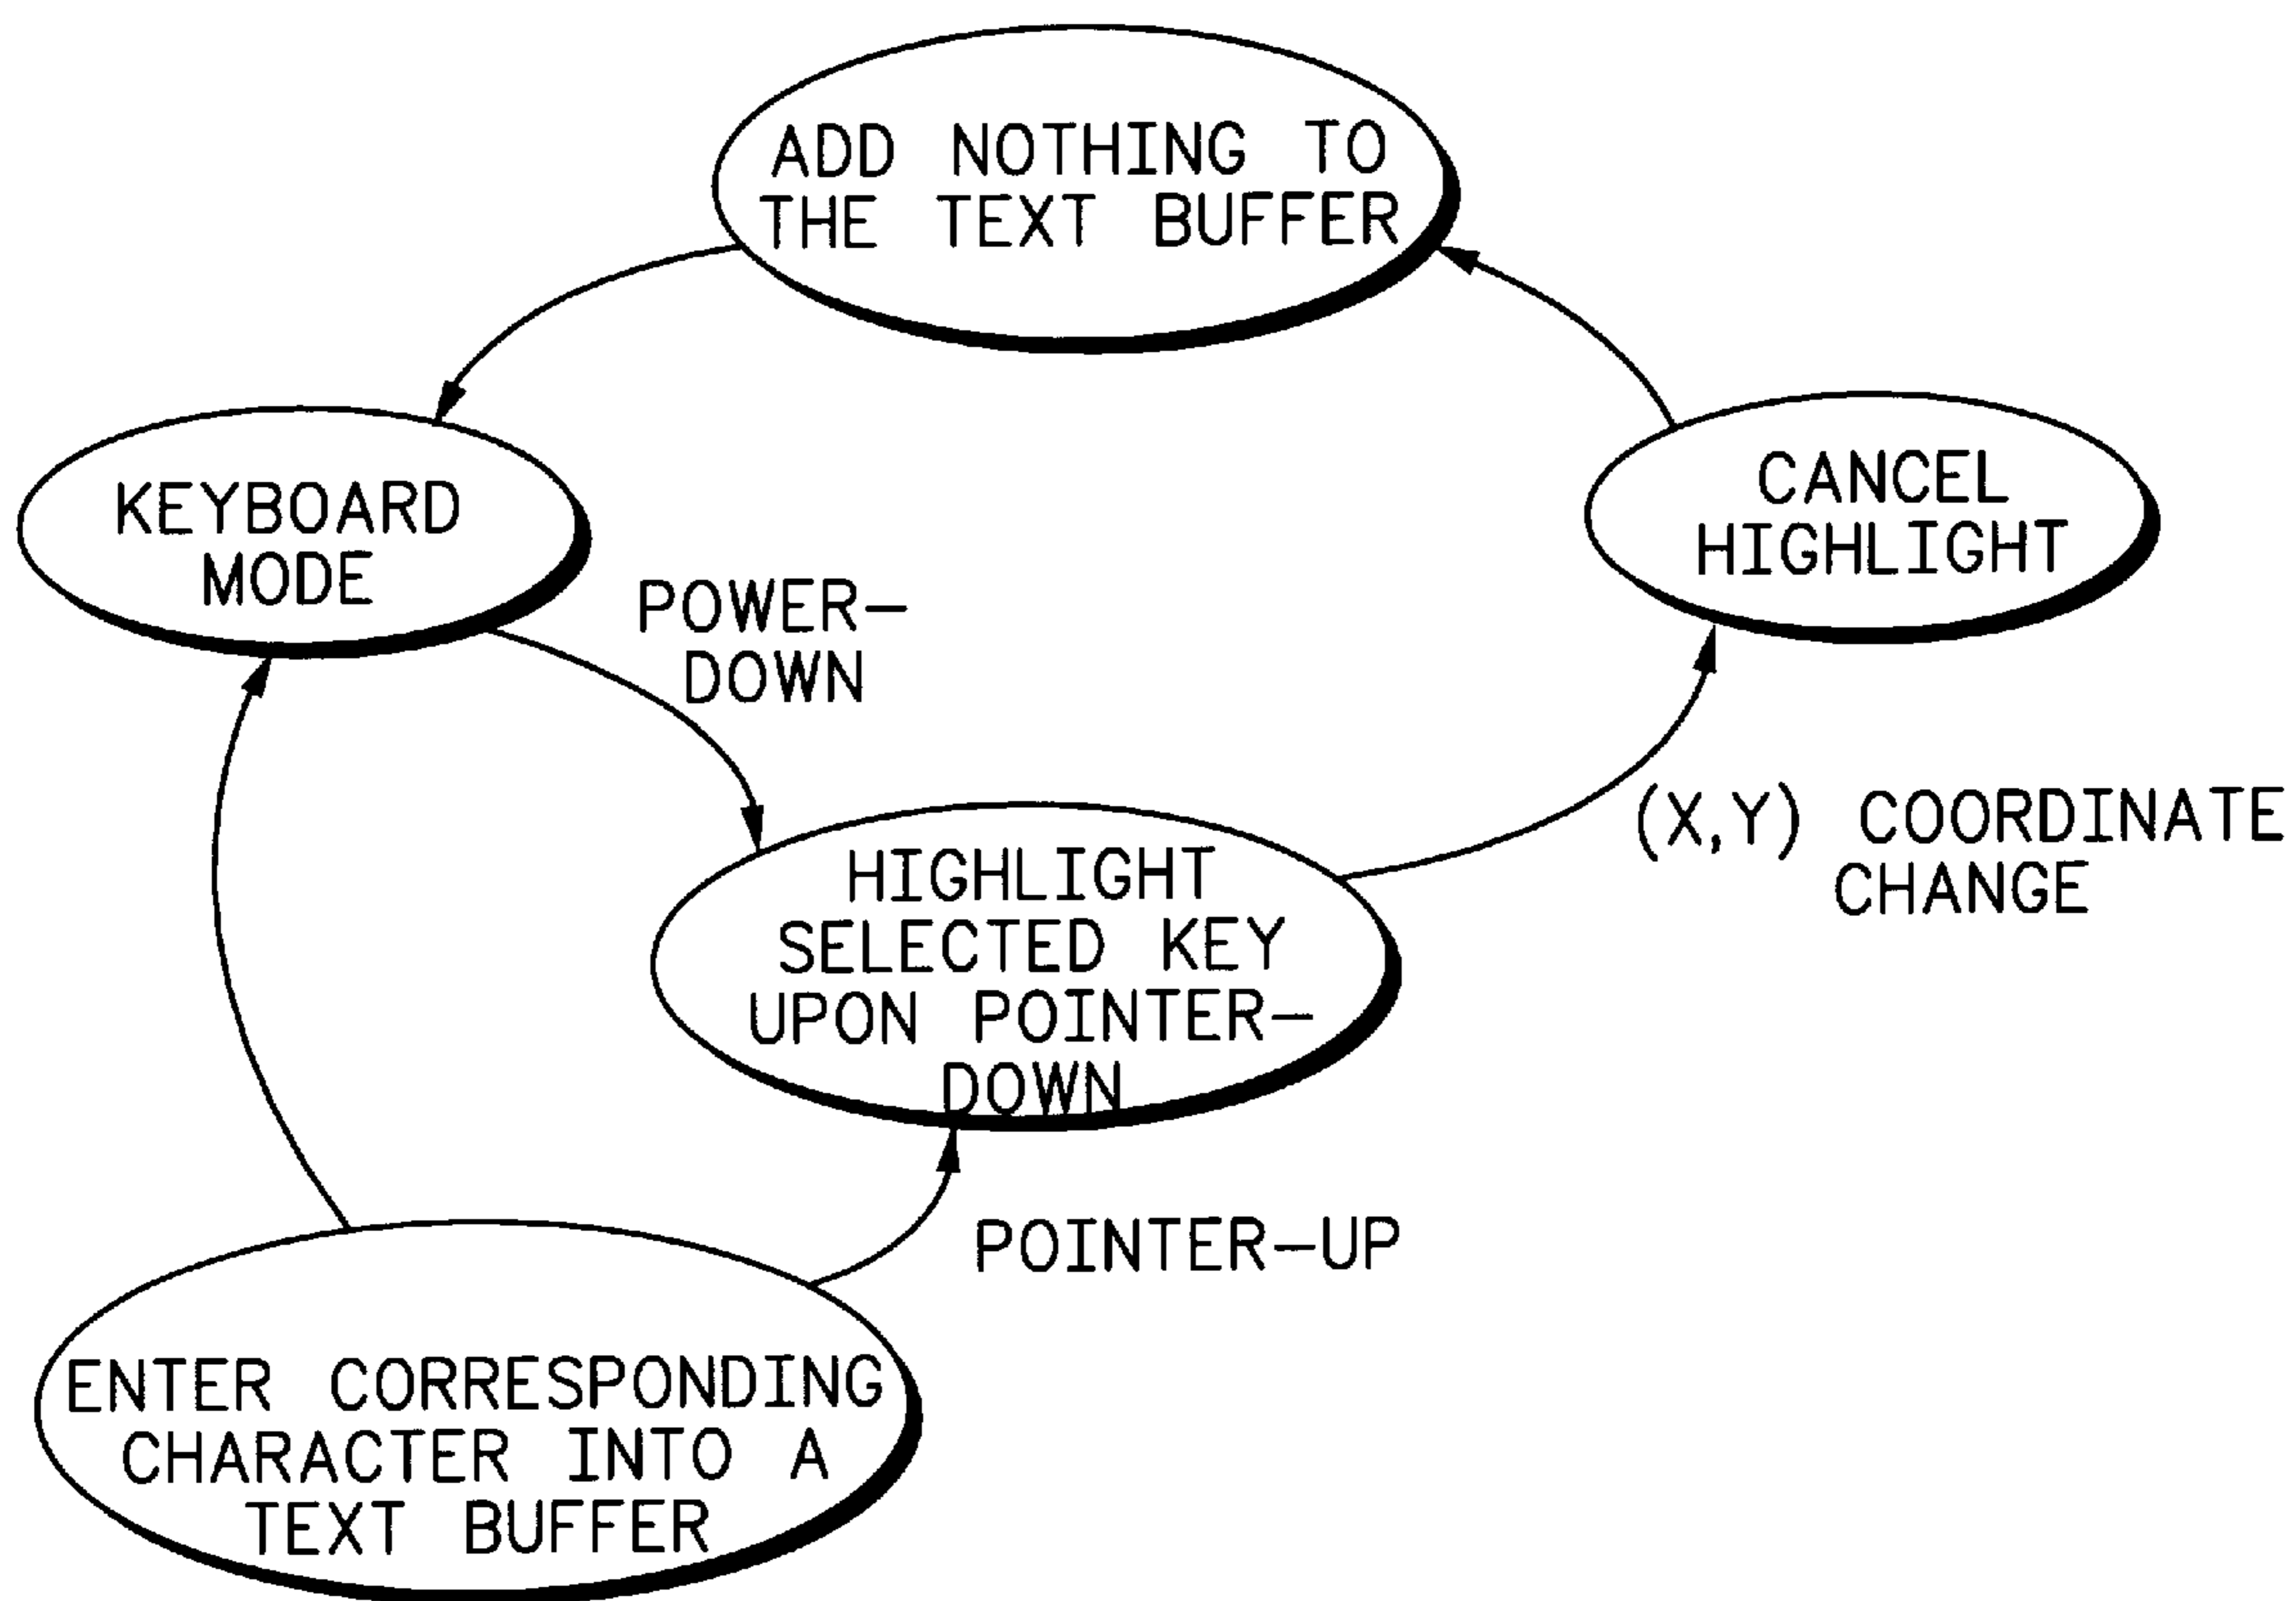 ADD NOTHING TO
THE TEXT BUFFER
KEYBOARD
MODE
CANCEL
HIGHLIGHT
POWER-
DOWN
(X,Y) COORDINATE
CHANGE
HIGHLIGHT
SELECTED KEY
UPON POINTER-
DOWN
POINTER-UP
ENTER CORRESPONDING
CHARACTER INTO A
TEXT BUFFER